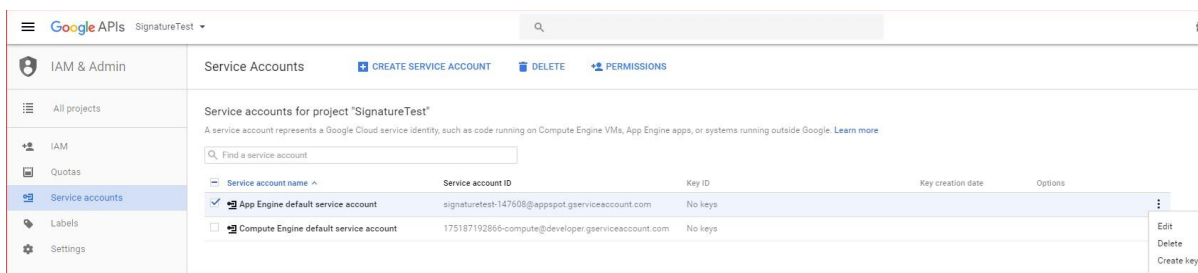 Google APIs SignatureTest
IAM & Admin
Service Accounts CREATE SERVICE ACCOUNT DELETE PERMISSIONS
All projects
IAM
Quotas
Service accounts
Labels
Settings
Service accounts for project "SignatureTest"
A service account represents a Google Cloud service identity, such as code running on Compute Engine VMs, App Engine apps, or systems running outside Google. Learn more
Find a service account
Service account name Service account ID Key ID Key creation date Options
App Engine default service account signaturetest-147608@appspot.gserviceaccount.com No keys
Compute Engine default service account 175187192866-compute@developer.gserviceaccount.com No keys
Edit
Delete
Create key